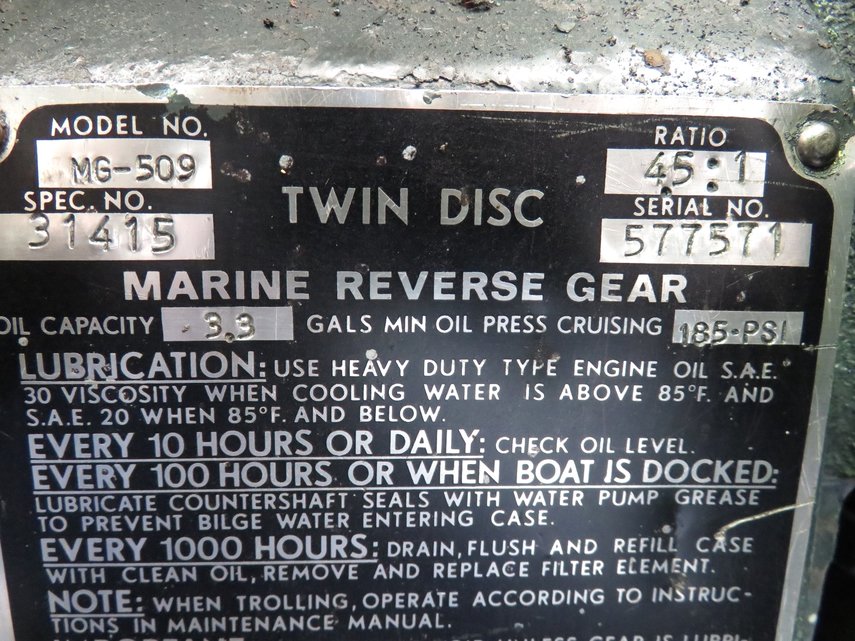 MODEL NO.
MG-509
SPEC. NO.
31415
TWIN DISC
RATIO
4.5:1
SERIAL NO.
577571
MARINE REVERSE GEAR
OIL CAPACITY 3.3 GALS MIN OIL PRESS CRUISING 185-PSI
LUBRICATION: USE HEAVY DUTY TYPE ENGINE OIL S.A.E.
30 VISCOSITY WHEN COOLING WATER IS ABOVE 85°F. AND
S.A.E. 20 WHEN 85°F. AND BELOW.
EVERY 10 HOURS OR DAILY: CHECK OIL LEVEL.
EVERY 100 HOURS OR WHEN BOAT IS DOCKED:
LUBRICATE COUNTERSHAFT SEALS WITH WATER PUMP GREASE
TO PREVENT BILGE WATER ENTERING CASE.
EVERY 1000 HOURS: DRAIN, FLUSH AND REFILL CASE
WITH CLEAN OIL, REMOVE AND REPLACE FILTER ELEMENT.
NOTE: WHEN TROLLING, OPERATE ACCORDING TO INSTRUC-
TIONS IN MAINTENANCE MANUAL.